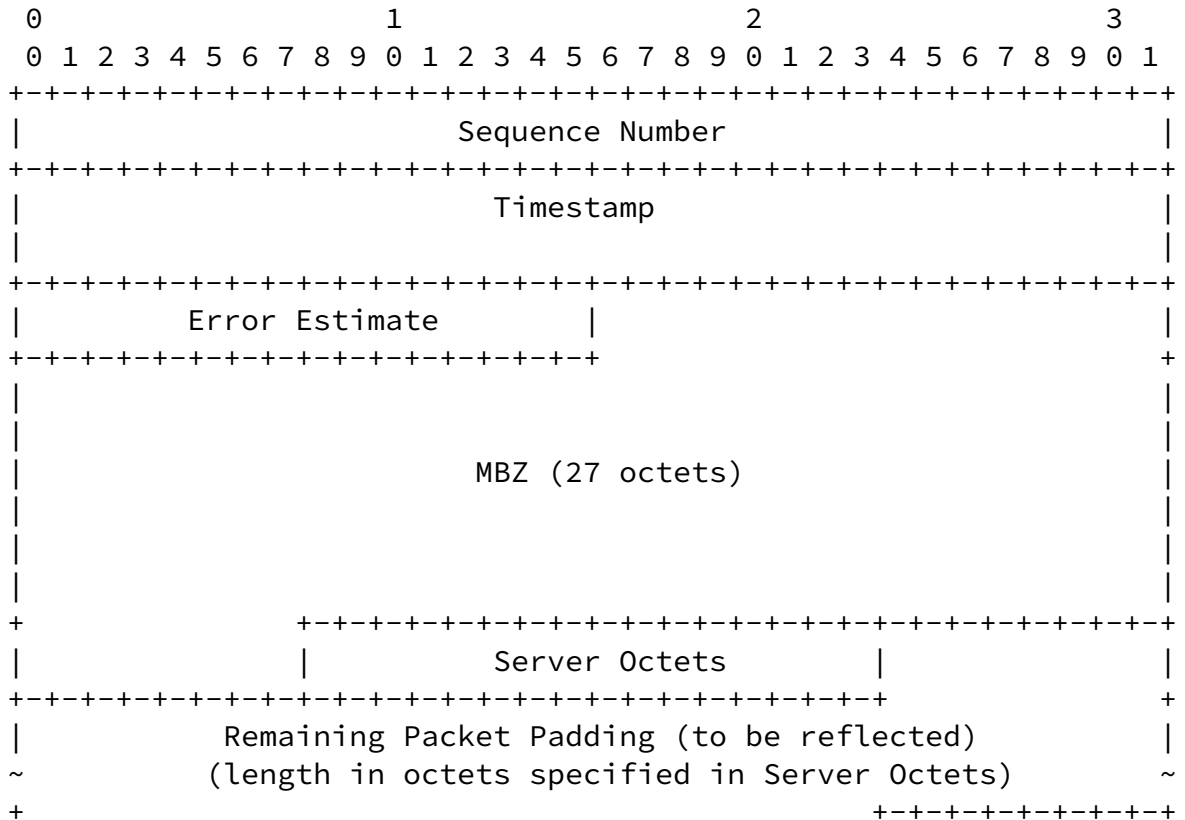 0                   1                   2                   3
 0 1 2 3 4 5 6 7 8 9 0 1 2 3 4 5 6 7 8 9 0 1 2 3 4 5 6 7 8 9 0 1
+-+-+-+-+-+-+-+-+-+-+-+-+-+-+-+-+-+-+-+-+-+-+-+-+-+-+-+-+-+-+-+-+
|                        Sequence Number                        |
+-+-+-+-+-+-+-+-+-+-+-+-+-+-+-+-+-+-+-+-+-+-+-+-+-+-+-+-+-+-+-+-+
|                          Timestamp                            |
|                                                               |
+-+-+-+-+-+-+-+-+-+-+-+-+-+-+-+-+-+-+-+-+-+-+-+-+-+-+-+-+-+-+-+-+
|         Error Estimate        |                               |
+-+-+-+-+-+-+-+-+-+-+-+-+-+-+-+-+                               +
|                                                               |
|                                                               |
|                         MBZ (27 octets)                       |
|                                                               |
|                                                               |
|                                                               |
+               +-+-+-+-+-+-+-+-+-+-+-+-+-+-+-+-+-+-+-+-+-+-+-+-+
|               |          Server Octets        |               |
+-+-+-+-+-+-+-+-+-+-+-+-+-+-+-+-+-+-+-+-+-+-+-+-+               +
|           Remaining Packet Padding (to be reflected)          |
~          (length in octets specified in Server Octets)        ~
+                                               +-+-+-+-+-+-+-+-+